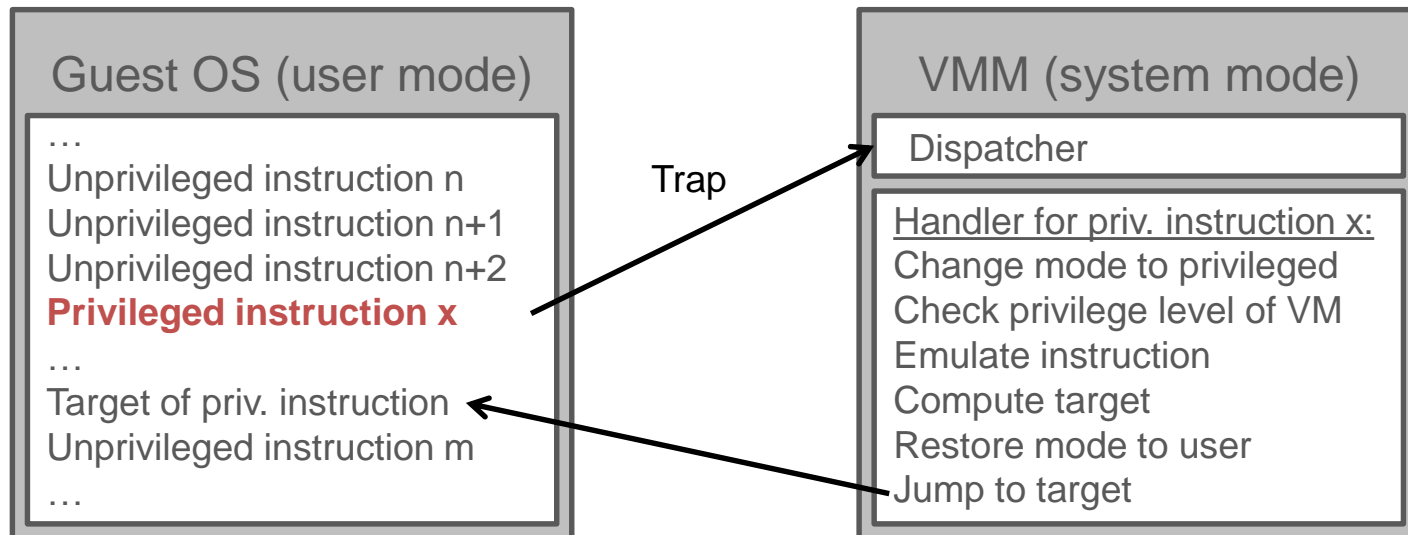 Guest OS (user mode)
…
Unprivileged instruction n
Unprivileged instruction n+1
Unprivileged instruction n+2
Privileged instruction x
…
Target of priv. instruction
Unprivileged instruction m
…
Trap
VMM (system mode)
Dispatcher
Handler for priv. instruction x:
Change mode to privileged
Check privilege level of VM
Emulate instruction
Compute target
Restore mode to user
Jump to target